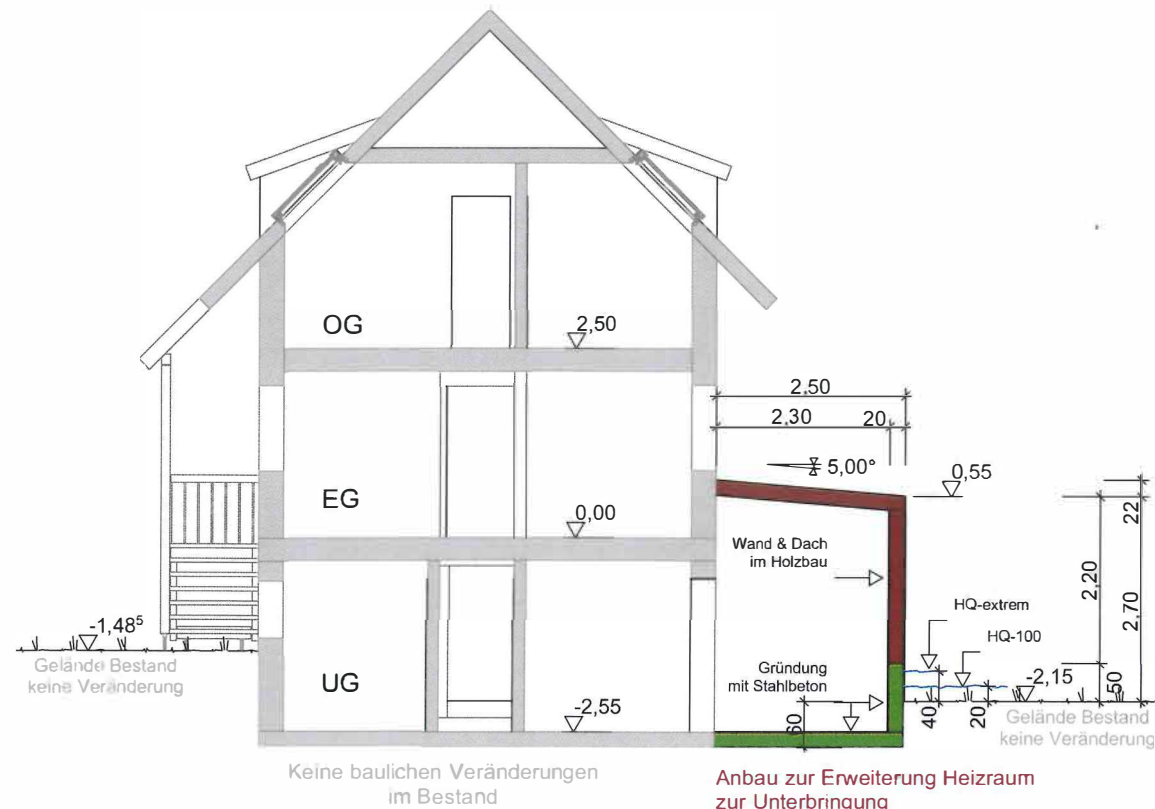 OG
2,50
2,50
2,30
20
5,00°
0,55
EG
0,00
Wand & Dach
im Holzbau
22
2,20
2,70
HQ-extrem
HQ-100
-1,48⁵
Gelände Bestand
keine Veränderung
UG
Gründung
mit Stahlbeton
-2,15
50
-2,55
60
40
20
Gelände Bestand
keine Veränderung
Keine baulichen Veränderungen
im Bestand
Anbau zur Erweiterung Heizraum
zur Unterbringung